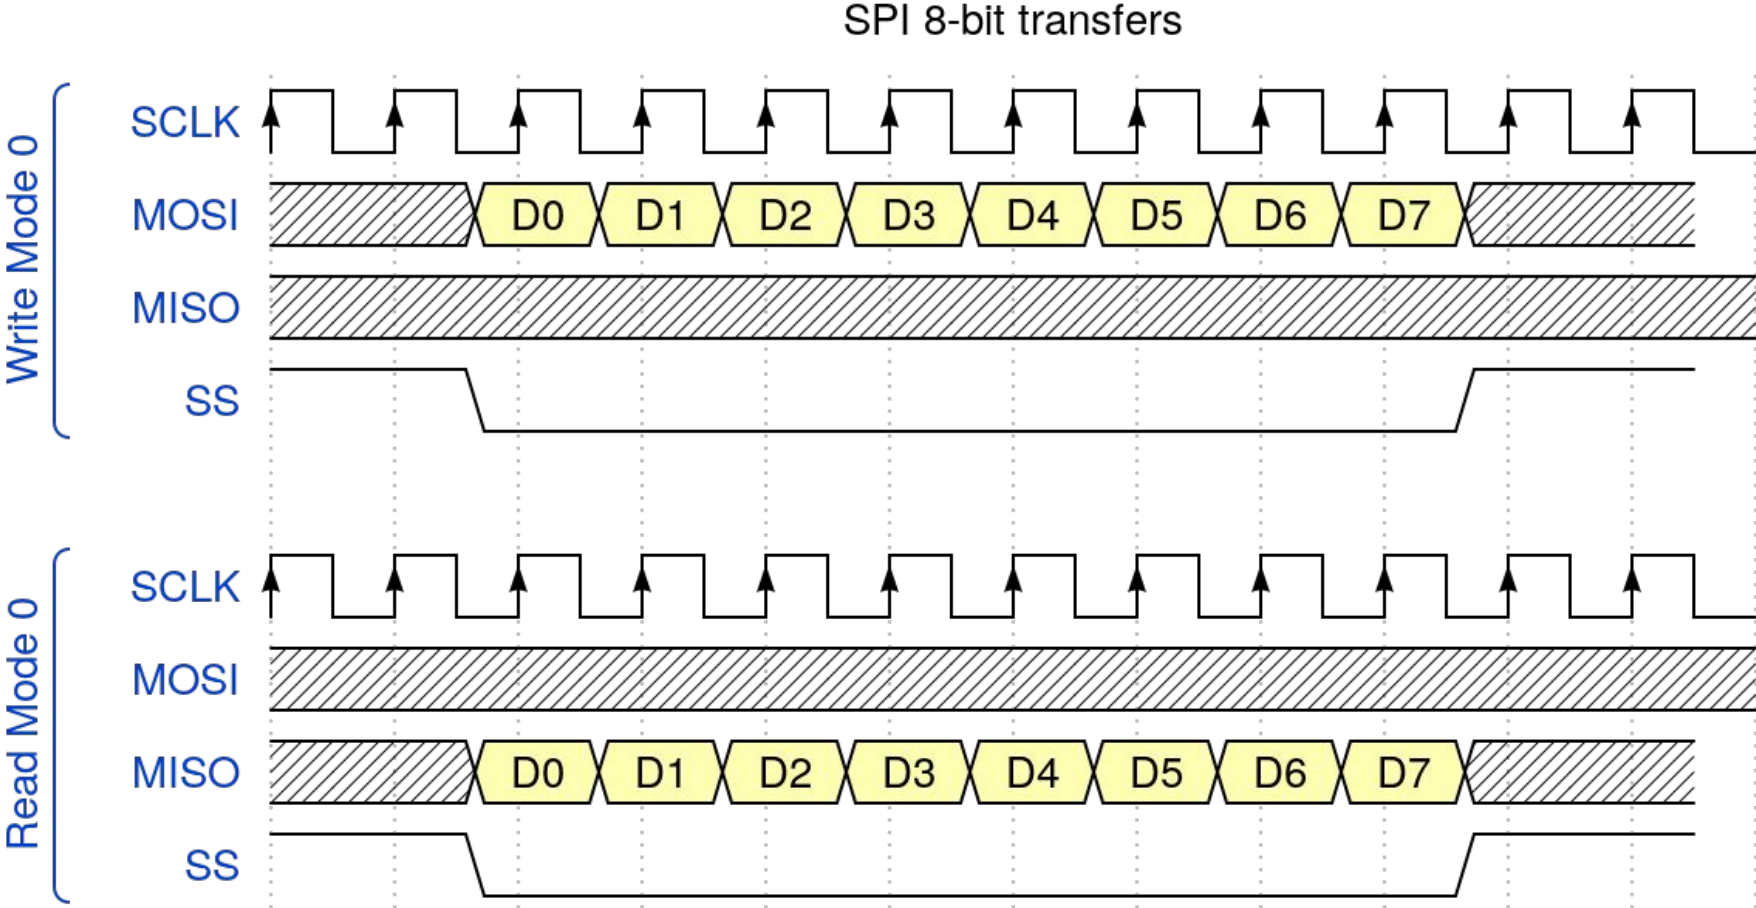 SPI 8-bit transfers
Write Mode 0
SCLK
MOSI
D0 D1 D2 D3 D4 D5 D6 D7
MISO
SS
Read Mode 0
SCLK
MOSI
MISO
D0 D1 D2 D3 D4 D5 D6 D7
SS